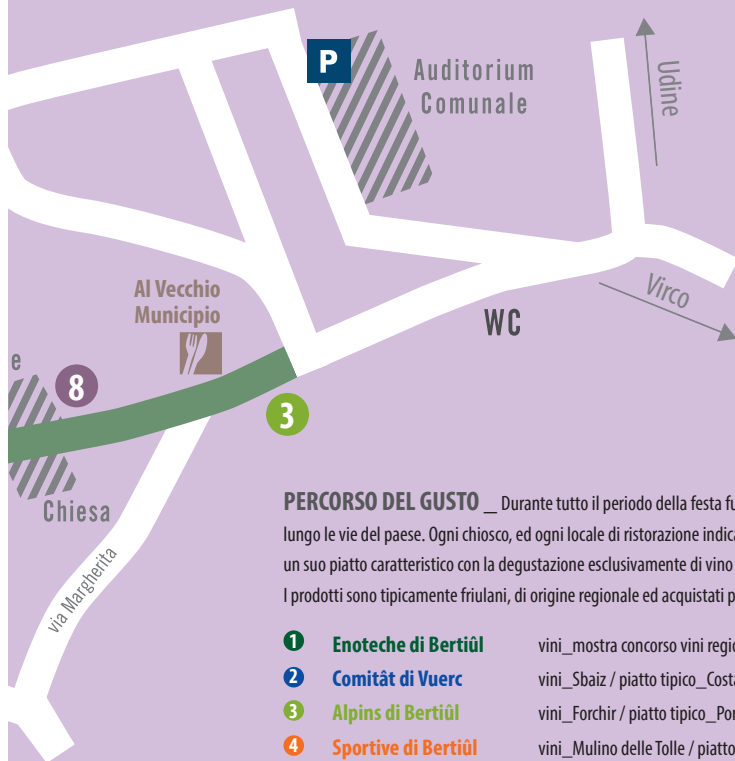 P
Auditorium
Comunale
Udine
Virco
Al Vecchio
Municipio
WC
e
8
3
Chiesa
via Margherita
PERCORSO DEL GUSTO _ Durante tutto il periodo della festa fu
lungo le vie del paese. Ogni chiosco, ed ogni locale di ristorazione indica
un suo piatto caratteristico con la degustazione esclusivamente di vino
I prodotti sono tipicamente friulani, di origine regionale ed acquistati p
1 Enoteche di Bertiûl vini_mostra concorso vini regio
2 Comitât di Vuerc vini_Sbaiz / piatto tipico_Costa
3 Alpins di Bertiûl vini_Forchir / piatto tipico_Por
4 Sportive di Bertiûl vini_Mulino delle Tolle / piatto